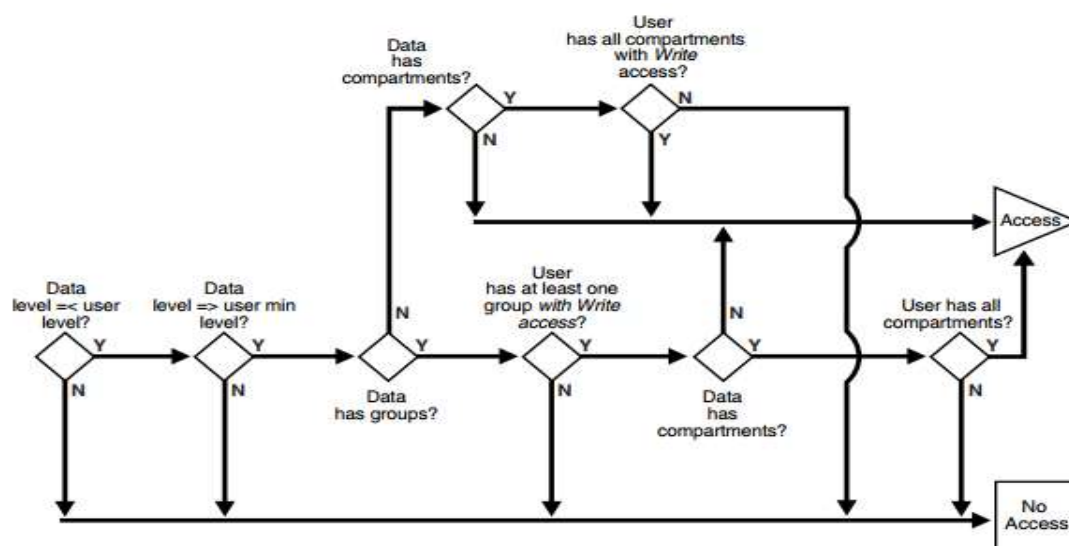 Data
has
compartments?
Y
N
User
has all compartments
with Write
access?
N
Y
Access
Data
level =< user
level?
Y
N
Data
level => user min
level?
Y
N
N
Y
Data
has groups?
User
has at least one
group with Write
access?
Y
N
N
Y
Data
has
compartments?
User has all
compartments?
Y
N
No
Access